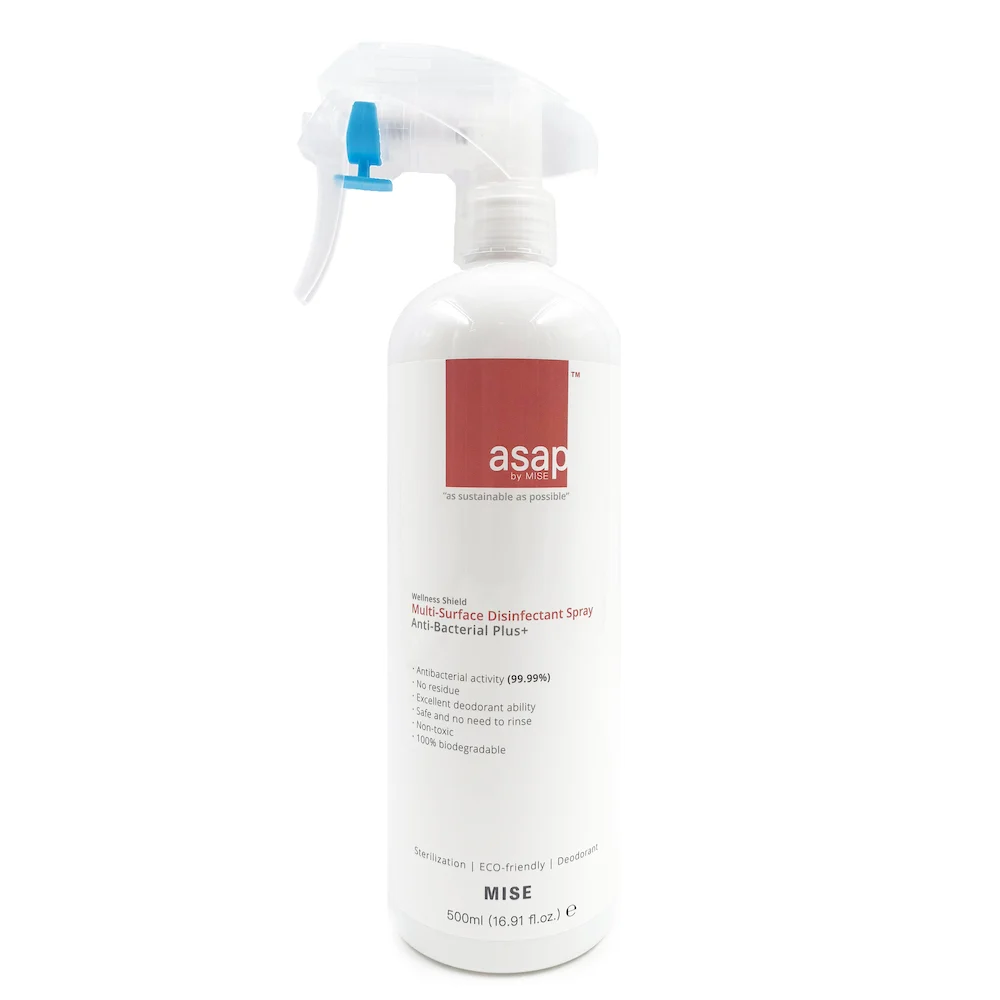 TM
asap
by MISE
"as sustainable as possible"
Wellness Shield
Multi-Surface Disinfectant Spray
Anti-Bacterial Plus+
· Antibacterial activity (99.99%)
· No residue
· Excellent deodorant ability
· Safe and no need to rinse
· Non-toxic
· 100% biodegradable
Sterilization | ECO-friendly | Deodorant
MISE
500ml (16.91 fl.oz.) ℮